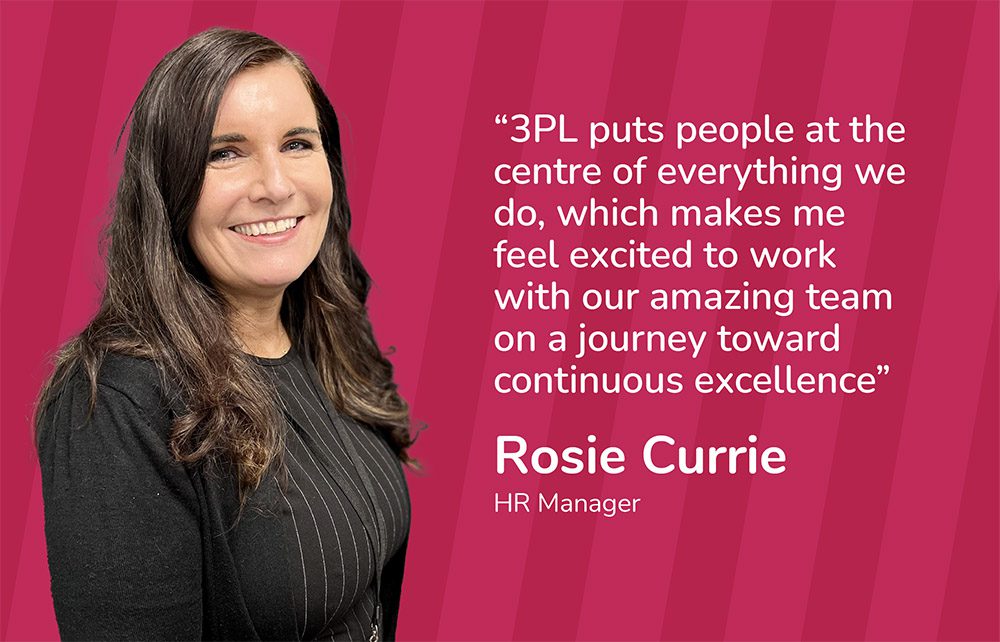 “3PL puts people at the
centre of everything we
do, which makes me
feel excited to work
with our amazing team
on a journey toward
continuous excellence”
Rosie Currie
HR Manager